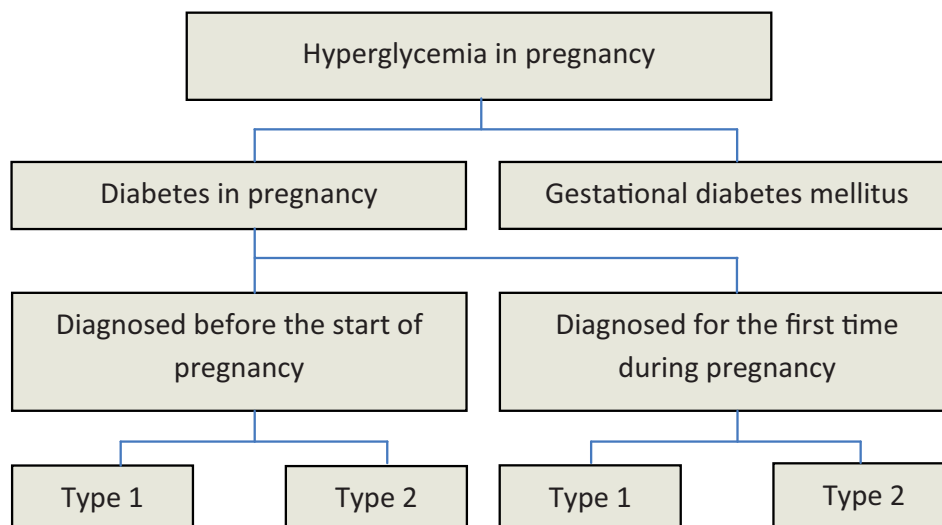 Hyperglycemia in pregnancy
Diabetes in pregnancy
Gestational diabetes mellitus
Diagnosed before the start of
pregnancy
Diagnosed for the first time
during pregnancy
Type 1
Type 2
Type 1
Type 2